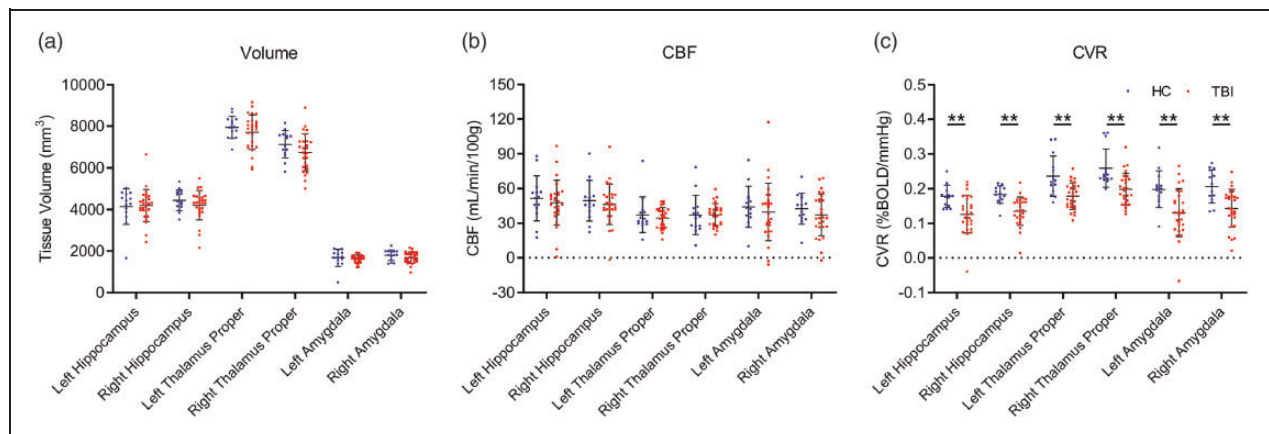 (a)
Volume
Tissue Volume (mm³)
10000
8000
6000
4000
2000
0
Left Hippocampus
Right Hippocampus
Left Thalamus Proper
Right Thalamus Proper
Left Amygdala
Right Amygdala
(b)
CBF
CBF (mL/min/100g)
150
120
90
60
30
0
-30
Left Hippocampus
Right Hippocampus
Left Thalamus Proper
Right Thalamus Proper
Left Amygdala
Right Amygdala
(c)
CVR
HC TBI
CVR (%BOLD/mmHg)
0.5
0.4
0.3
0.2
0.1
0.0
-0.1
** ** ** ** ** **
Left Hippocampus
Right Hippocampus
Left Thalamus Proper
Right Thalamus Proper
Left Amygdala
Right Amygdala